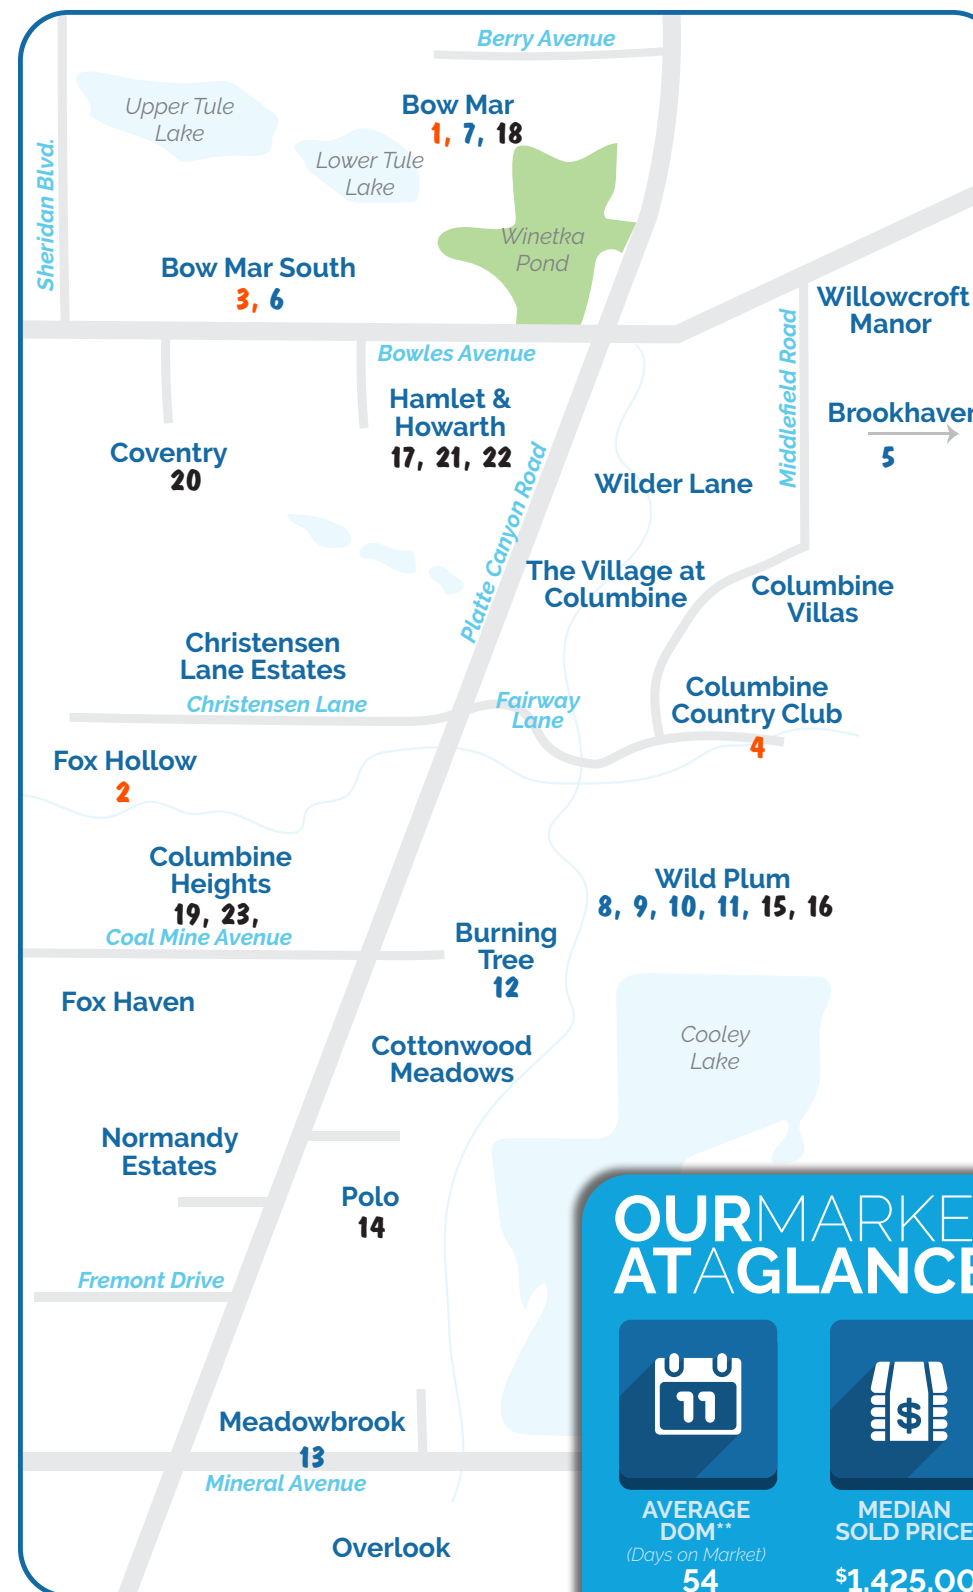 Berry Avenue
Upper Tule
Lake
Bow Mar
1, 7, 18
Lower Tule
Lake
Sheridan Blvd.
Winetka
Pond
Bow Mar South
3, 6
Willowcroft
Manor
Bowles Avenue
Middlefield Road
Hamlet &
Howarth
17, 21, 22
Brookhaven
5
Coventry
20
Platte Canyon Road
Wilder Lane
The Village at
Columbine
Columbine
Villas
Christensen
Lane Estates
Christensen Lane
Fairway
Lane
Columbine
Country Club
4
Fox Hollow
2
Columbine
Heights
19, 23,
Coal Mine Avenue
Wild Plum
8, 9, 10, 11, 15, 16
Burning
Tree
12
Fox Haven
Cottonwood
Meadows
Cooley
Lake
Normandy
Estates
Polo
14
Fremont Drive
Meadowbrook
13
Mineral Avenue
Overlook
OURMARKE
ATAGLANCE
11
$
AVERAGE
DOM**
(Days on Market)
54
MEDIAN
SOLD PRICE
$1,425,00